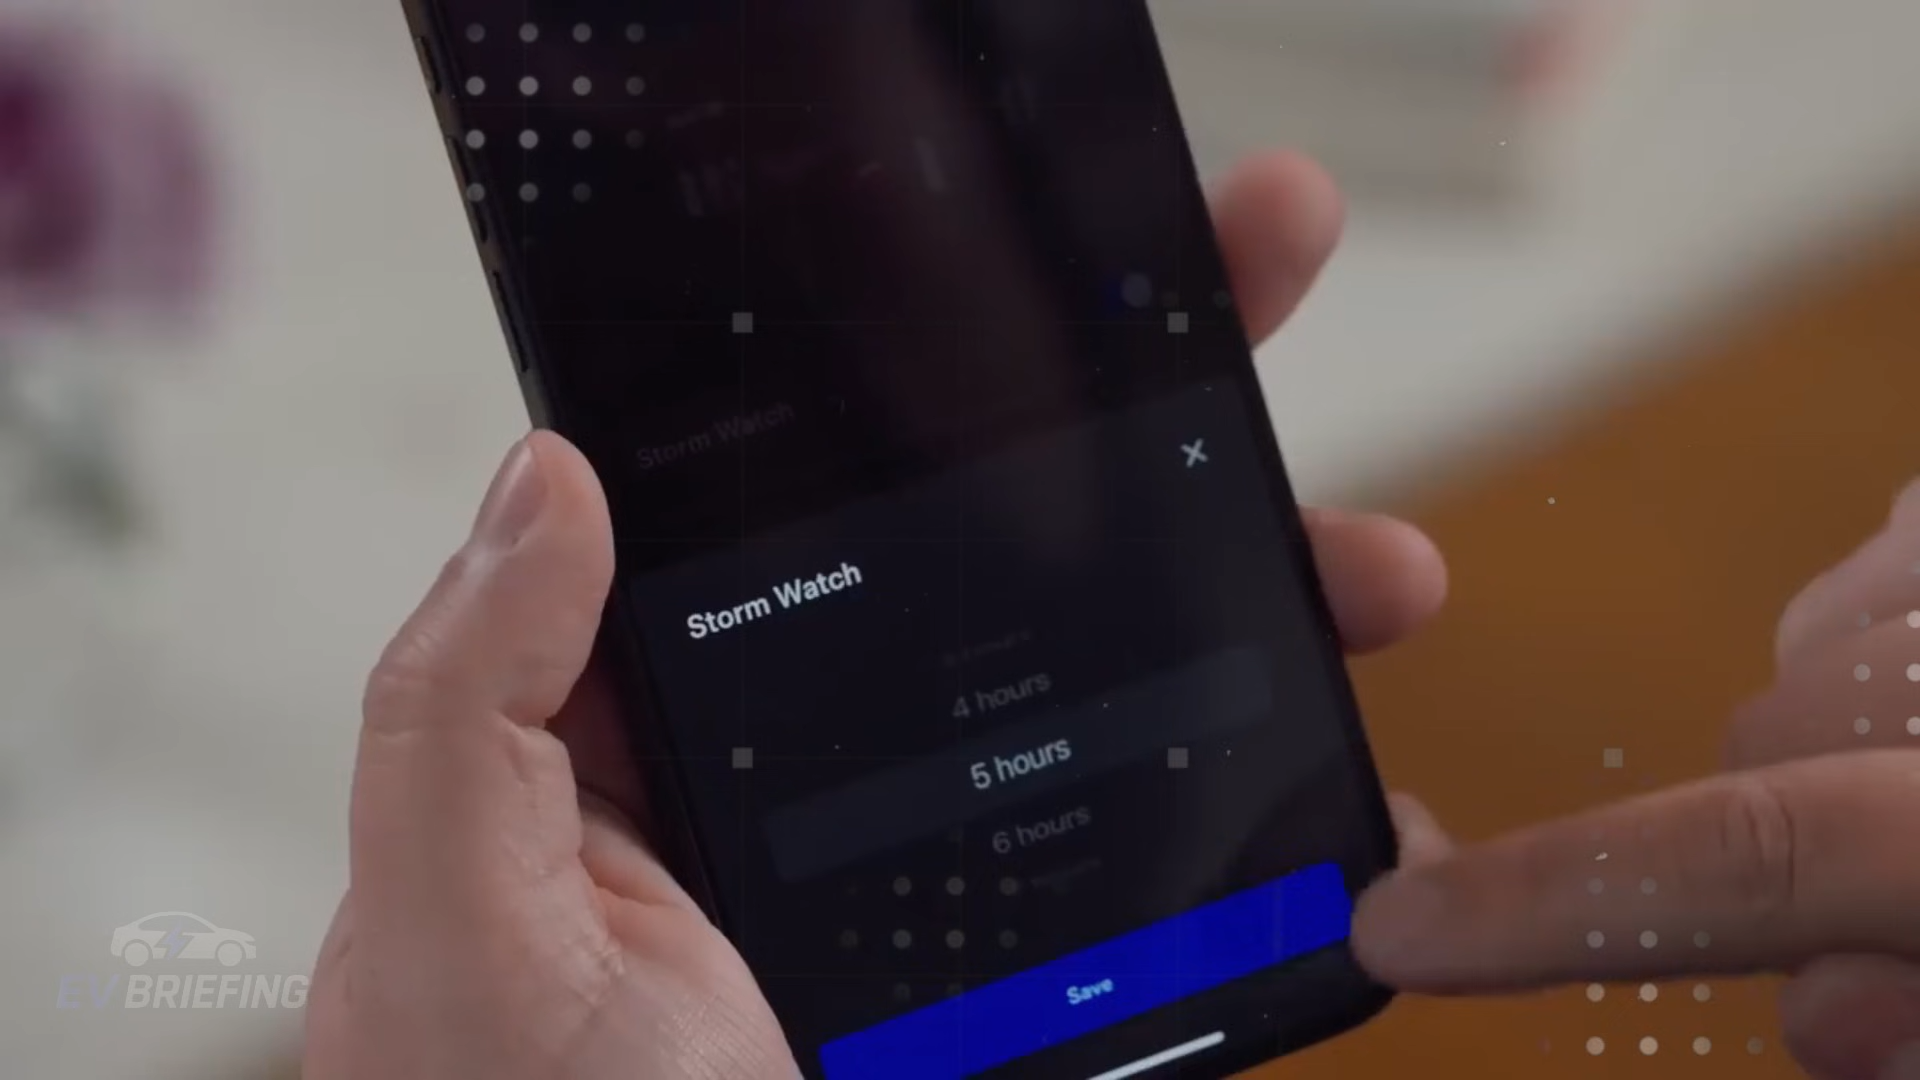 Storm Watch
Storm Watch
4 hours
5 hours
6 hours
Save
EV BRIEFING